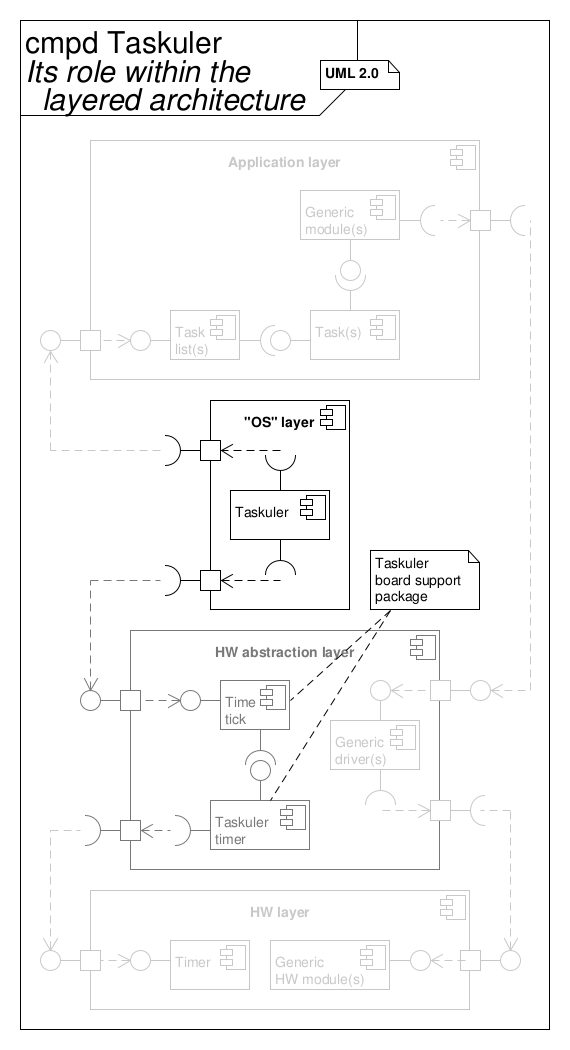 cmpd Taskuler
Its role within the
layered architecture
UML 2.0
Application layer
Generic
module(s)
Task
list(s)
Task(s)
"OS" layer
Taskuler
Taskuler
board support
package
HW abstraction layer
Time
tick
Generic
driver(s)
Taskuler
timer
HW layer
Timer
Generic
HW module(s)